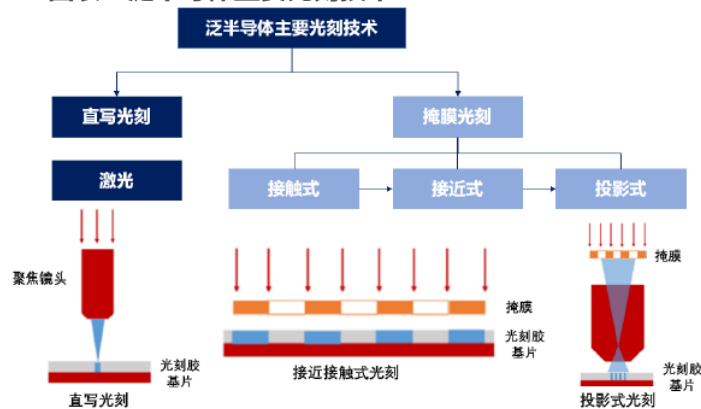 泛半导体主要光刻技术
直写光刻
掩膜光刻
激光
接触式
接近式
投影式
聚焦镜头
掩膜
掩膜
光刻胶
基片
光刻胶
基片
光刻胶
基片
直写光刻
接近接触式光刻
投影式光刻